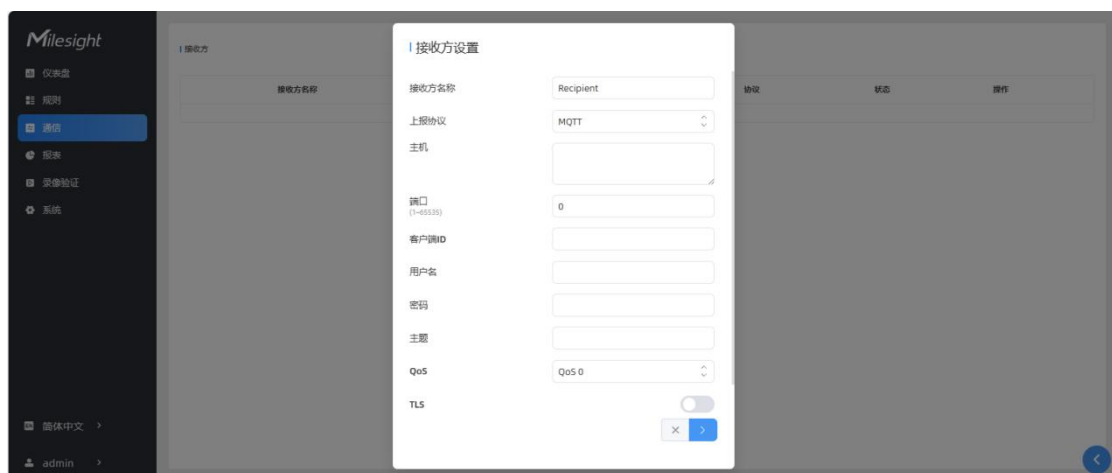 Milesight
仪表盘
规则
通信
报表
录像验证
系统
简体中文
admin
接收方
接收方名称
协议
状态
操作
接收方设置
接收方名称
Recipient
上报协议
MQTT
主机
端口
0
(1~65535)
客户端ID
用户名
密码
主题
QoS
QoS 0
TLS